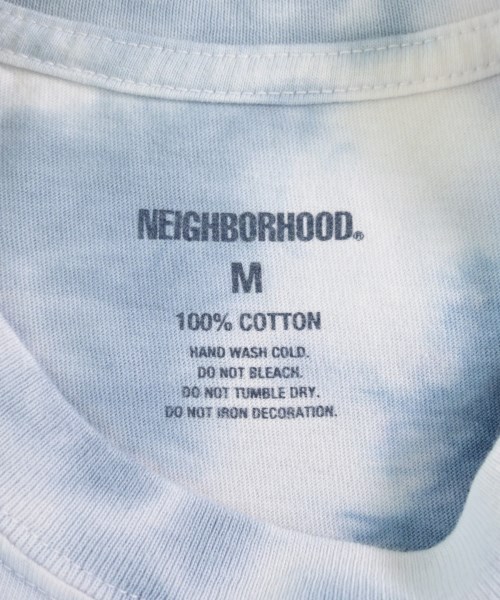 NEIGHBORHOOD®
M
100% COTTON
HAND WASH COLD.
DO NOT BLEACH.
DO NOT TUMBLE DRY.
DO NOT IRON DECORATION.